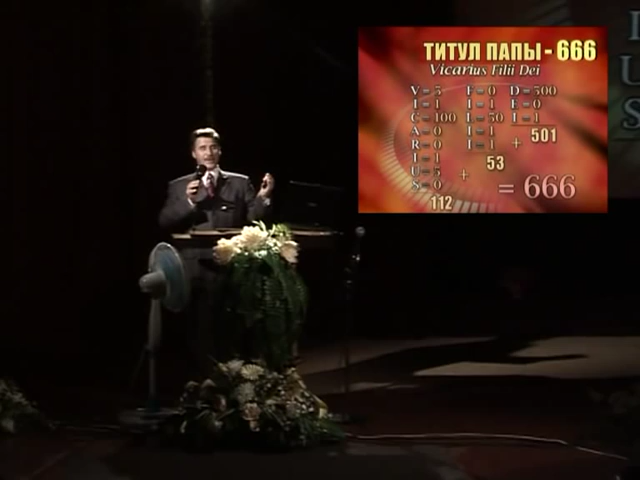 ТИТУЛ ПАПЫ - 666
Vicarius Filii Dei
V = 5 F = 0 D = 500
I = 1 I = 1 E = 0
C = 100 L = 50 I = 1
A = 0 I = 1 + 501
R = 0 I = 1
I = 1 + 53
U = 5
S = 0 = 666
112
U
S